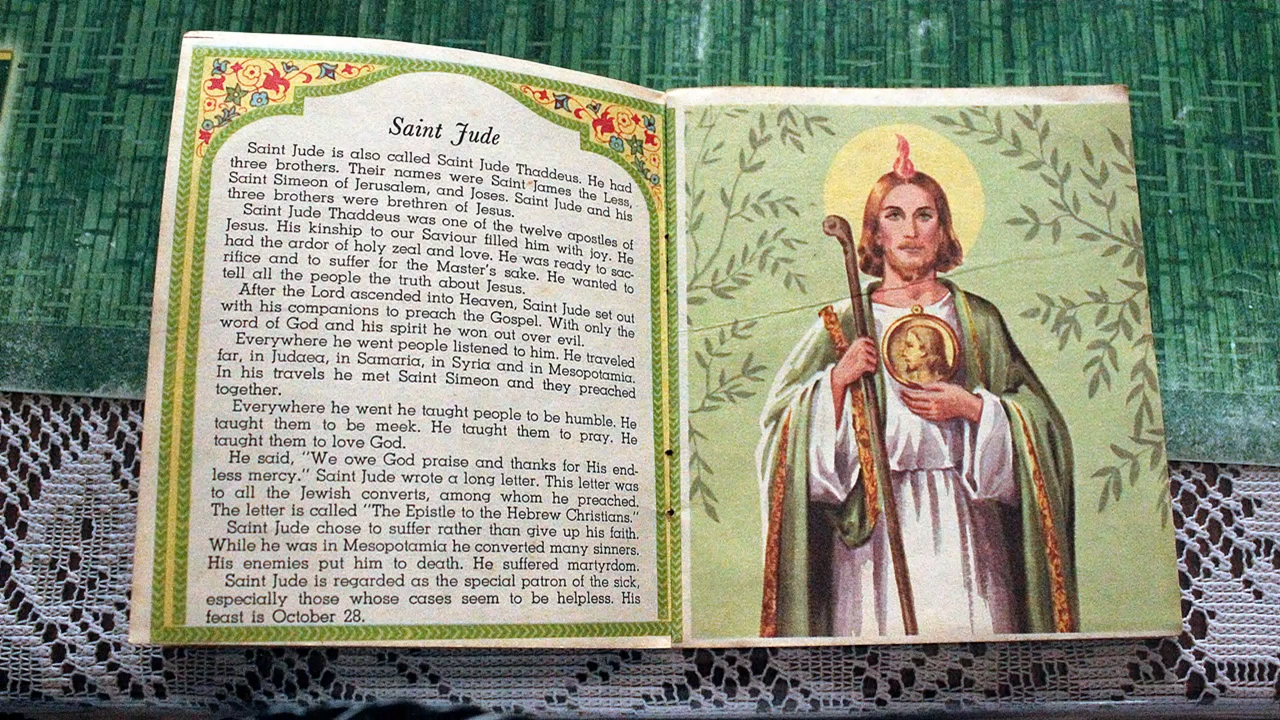 Saint Jude
Saint Jude is also called Saint Jude Thaddeus. He had
three brothers. Their names were Saint James the Less,
Saint Simeon of Jerusalem, and Joses. Saint Jude and his
three brothers were brethren of Jesus.
Saint Jude Thaddeus was one of the twelve apostles of
Jesus. His kinship to our Saviour filled him with joy. He
had the ardor of holy zeal and love. He was ready to sac-
rifice and to suffer for the Master's sake. He wanted to
tell all the people the truth about Jesus.
After the Lord ascended into Heaven, Saint Jude set out
with his companions to preach the Gospel. With only the
word of God and his spirit he won out over evil.
Everywhere he went people listened to him. He traveled
far, in Judaea, in Samaria, in Syria and in Mesopotamia.
In his travels he met Saint Simeon and they preached
together.
Everywhere he went he taught people to be humble. He
taught them to be meek. He taught them to pray. He
taught them to love God.
He said, "We owe God praise and thanks for His end-
less mercy." Saint Jude wrote a long letter. This letter was
to all the Jewish converts, among whom he preached.
The letter is called "The Epistle to the Hebrew Christians."
Saint Jude chose to suffer rather than give up his faith.
While he was in Mesopotamia he converted many sinners.
His enemies put him to death. He suffered martyrdom.
Saint Jude is regarded as the special patron of the sick,
especially those whose cases seem to be helpless. His
feast is October 28.